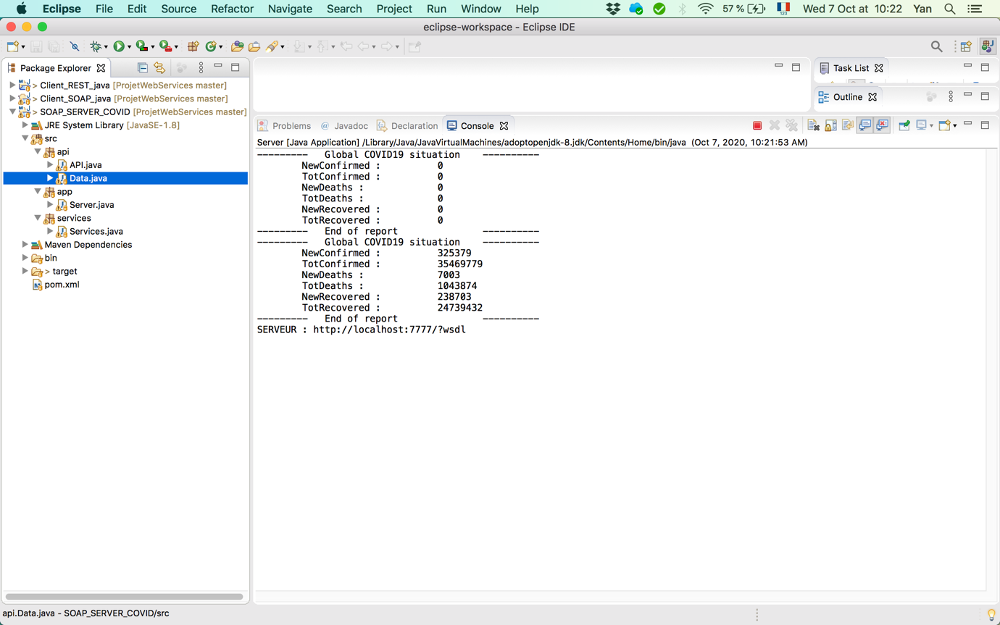 Eclipse File Edit Source Refactor Navigate Search Project Run Window Help 57 % Wed 7 Oct at 10:22 Yan
eclipse-workspace - Eclipse IDE
Package Explorer
Client_REST_java [ProjetWebServices master]
Client_SOAP_java [ProjetWebServices master]
SOAP_SERVER_COVID [ProjetWebServices master]
JRE System Library [JavaSE-1.8]
src
api
API.java
Data.java
app
Server.java
services
Services.java
Maven Dependencies
bin
> target
pom.xml
Task List
Outline
Problems @ Javadoc Declaration Console
Server [Java Application] /Library/Java/JavaVirtualMachines/adoptopenjdk-8.jdk/Contents/Home/bin/java (Oct 7, 2020, 10:21:53 AM)
--------- Global COVID19 situation ----------
NewConfirmed : 0
TotConfirmed : 0
NewDeaths : 0
TotDeaths : 0
NewRecovered : 0
TotRecovered : 0
--------- End of report ----------
--------- Global COVID19 situation ----------
NewConfirmed : 325379
TotConfirmed : 35469779
NewDeaths : 7003
TotDeaths : 1043874
NewRecovered : 238703
TotRecovered : 24739432
--------- End of report ----------
SERVEUR : http://localhost:7777/?wsdl
api.Data.java - SOAP_SERVER_COVID/src